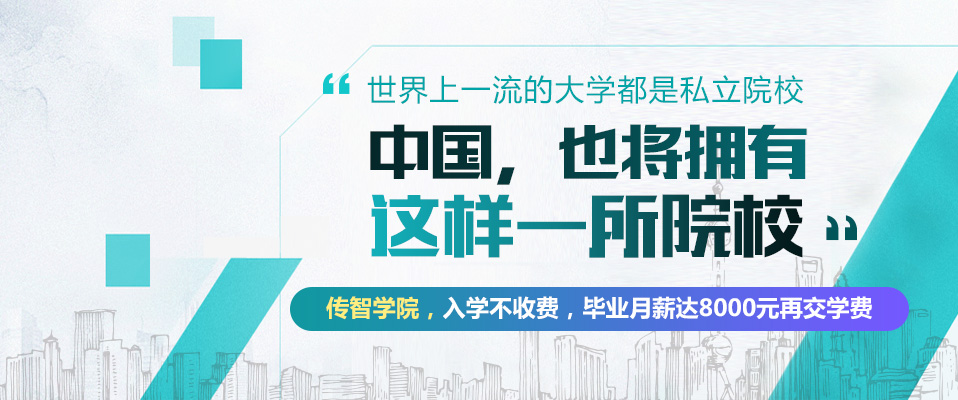 “世界上一流的大学都是私立院校
中国，也将拥有
这样一所院校”
传智学院，入学不收费，毕业月薪达8000元再交学费